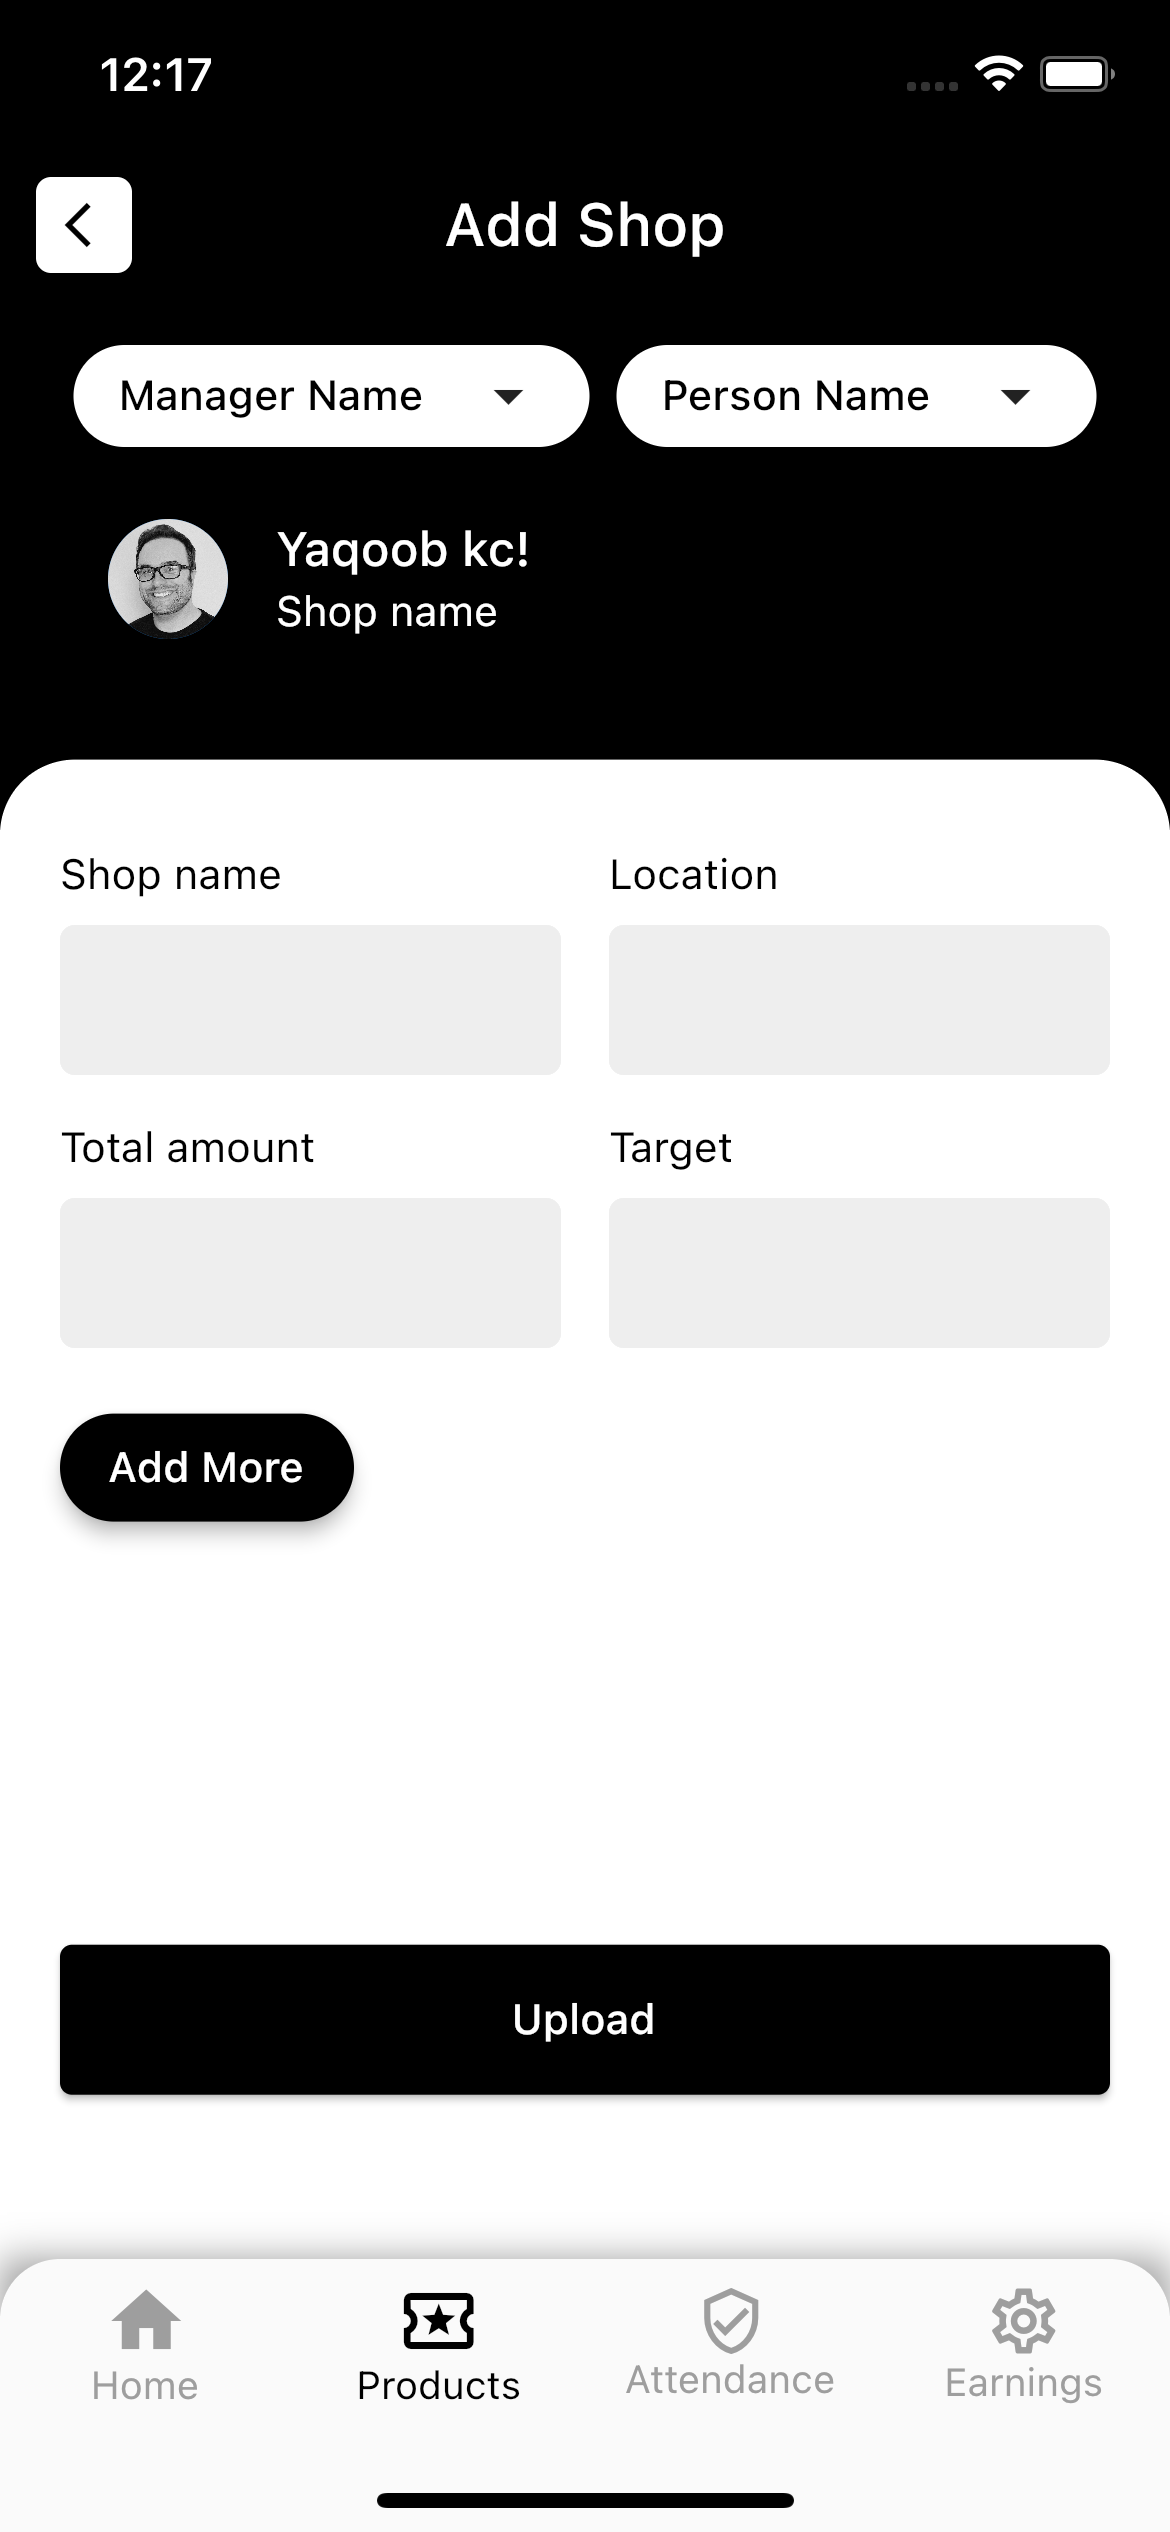 12:17
Add Shop
Manager Name Person Name
Yaqoob kc!
Shop name
Shop name Location
Total amount Target
Add More
Upload
Home Products Attendance Earnings